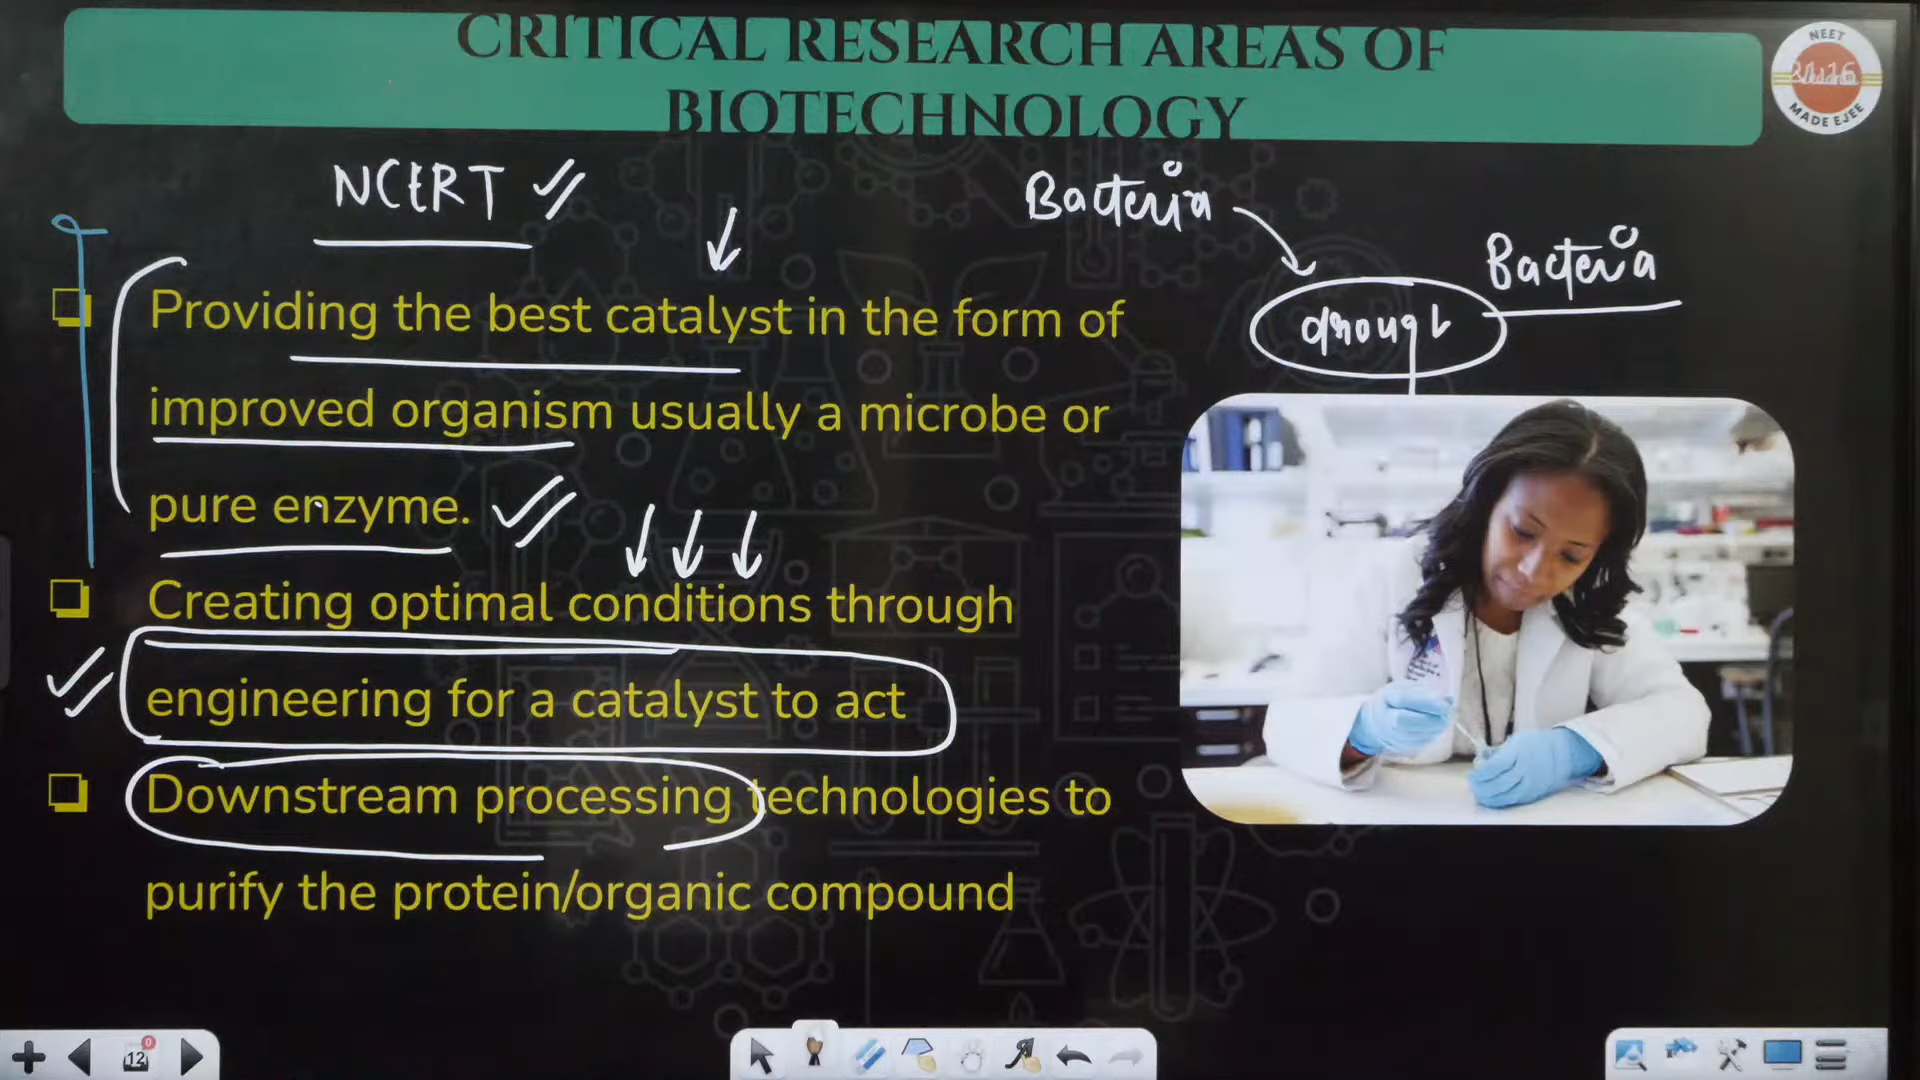 CRITICAL RESEARCH AREAS OF
BIOTECHNOLOGY
NEET
MADE EJEE
NCERT
Bacteria
Bacteria
Providing the best catalyst in the form of
improved organism usually a microbe or
pure enzyme.
Creating optimal conditions through
engineering for a catalyst to act
Downstream processing technologies to
purify the protein/organic compound
12
0